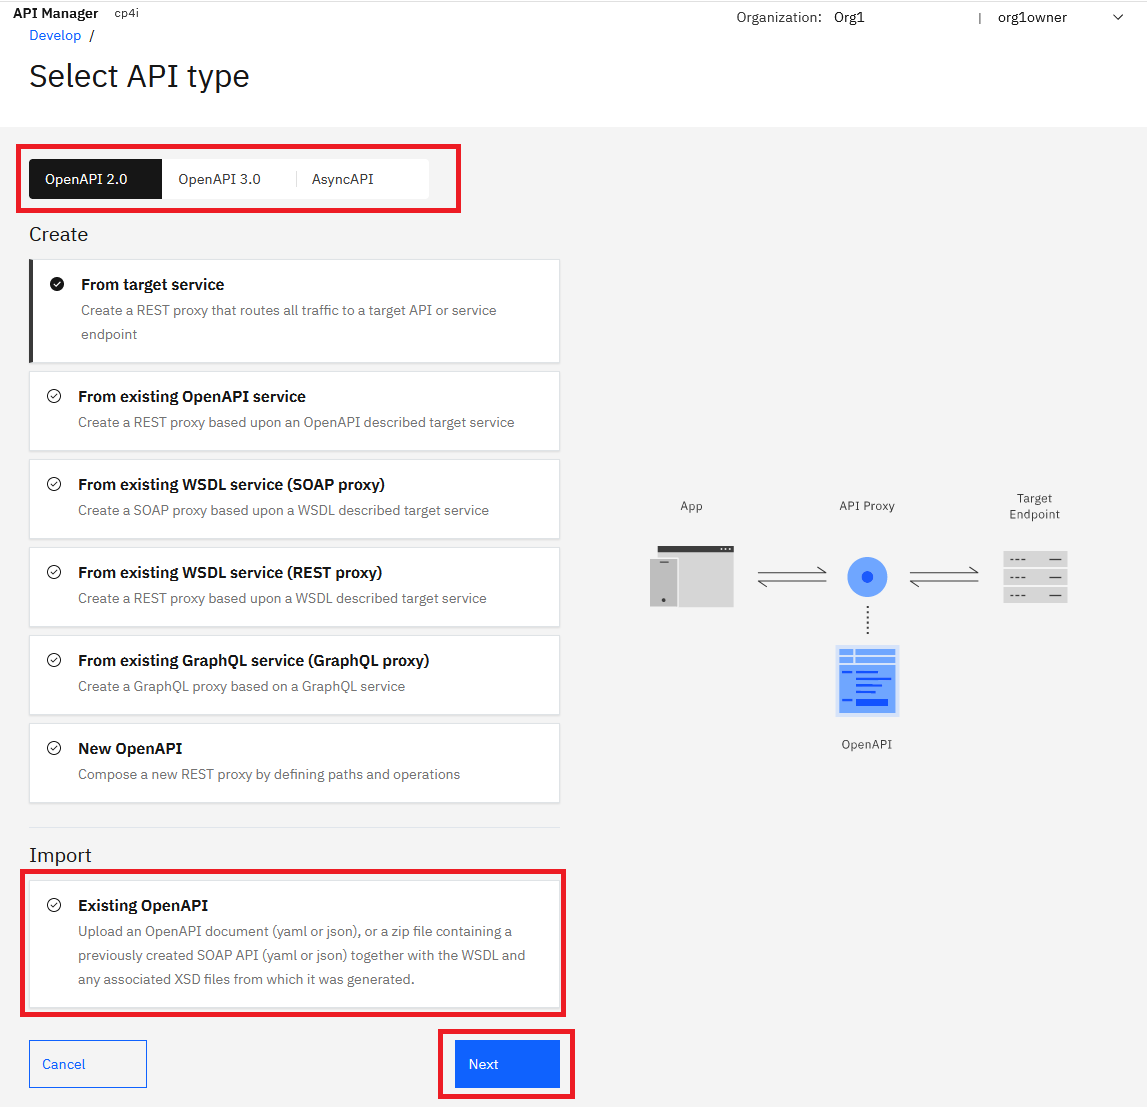 API Manager cp4i
Organization: Org1 | org1owner
Develop /
Select API type
OpenAPI 2.0 OpenAPI 3.0 AsyncAPI
Create
From target service
Create a REST proxy that routes all traffic to a target API or service
endpoint
From existing OpenAPI service
Create a REST proxy based upon an OpenAPI described target service
From existing WSDL service (SOAP proxy)
Create a SOAP proxy based upon a WSDL described target service
From existing WSDL service (REST proxy)
Create a REST proxy based upon a WSDL described target service
From existing GraphQL service (GraphQL proxy)
Create a GraphQL proxy based on a GraphQL service
New OpenAPI
Compose a new REST proxy by defining paths and operations
App
API Proxy
Target
Endpoint
OpenAPI
Import
Existing OpenAPI
Upload an OpenAPI document (yaml or json), or a zip file containing a
previously created SOAP API (yaml or json) together with the WSDL and
any associated XSD files from which it was generated.
Cancel
Next